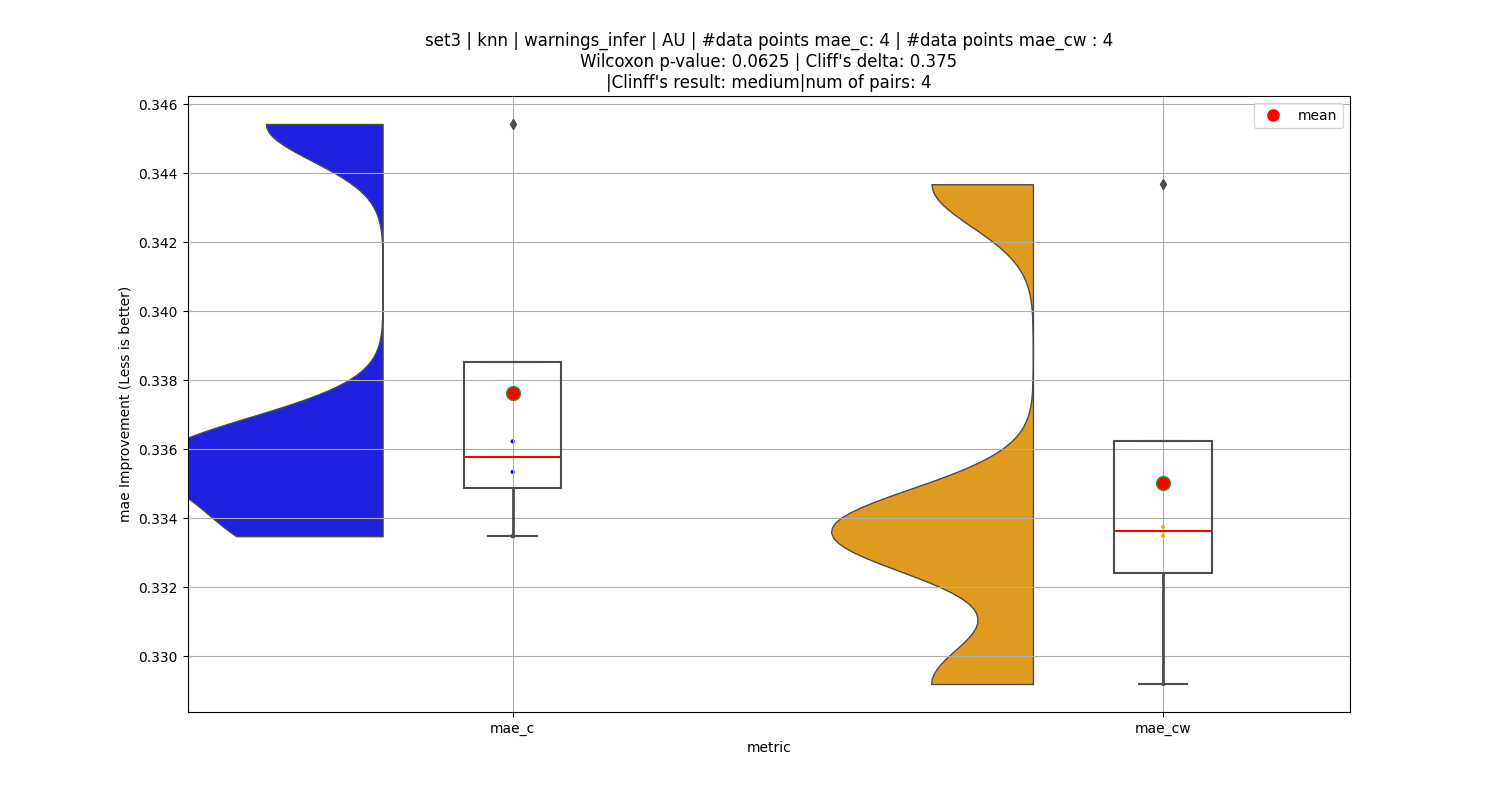 set3 | knn | warnings_infer | AU | #data points mae_c: 4 | #data points mae_cw : 4
Wilcoxon p-value: 0.0625 | Cliff's delta: 0.375
|Clinff's result: medium|num of pairs: 4
mean
mae Improvement (Less is better)
0.346
0.344
0.342
0.340
0.338
0.336
0.334
0.332
0.330
mae_c
mae_cw
metric